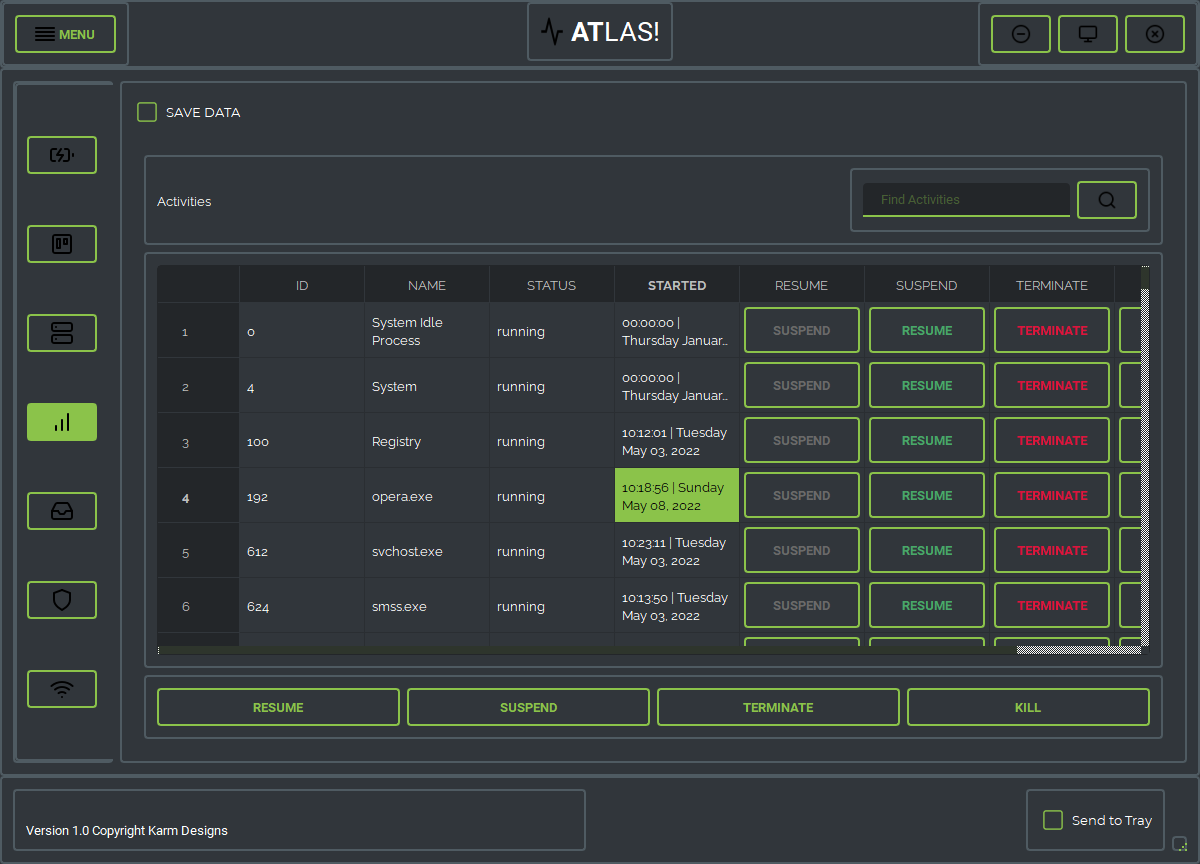 MENU
ATLAS!
SAVE DATA
Activities
Find Activities
ID NAME STATUS STARTED RESUME SUSPEND TERMINATE
1 0 System Idle Process running 00:00:00 | Thursday Januar... SUSPEND RESUME TERMINATE
2 4 System running 00:00:00 | Thursday Januar... SUSPEND RESUME TERMINATE
3 100 Registry running 10:12:01 | Tuesday May 03, 2022 SUSPEND RESUME TERMINATE
4 192 opera.exe running 10:18:56 | Sunday May 08, 2022 SUSPEND RESUME TERMINATE
5 612 svchost.exe running 10:23:11 | Tuesday May 03, 2022 SUSPEND RESUME TERMINATE
6 624 smss.exe running 10:13:50 | Tuesday May 03, 2022 SUSPEND RESUME TERMINATE
RESUME SUSPEND TERMINATE KILL
Version 1.0 Copyright Karm Designs
Send to Tray